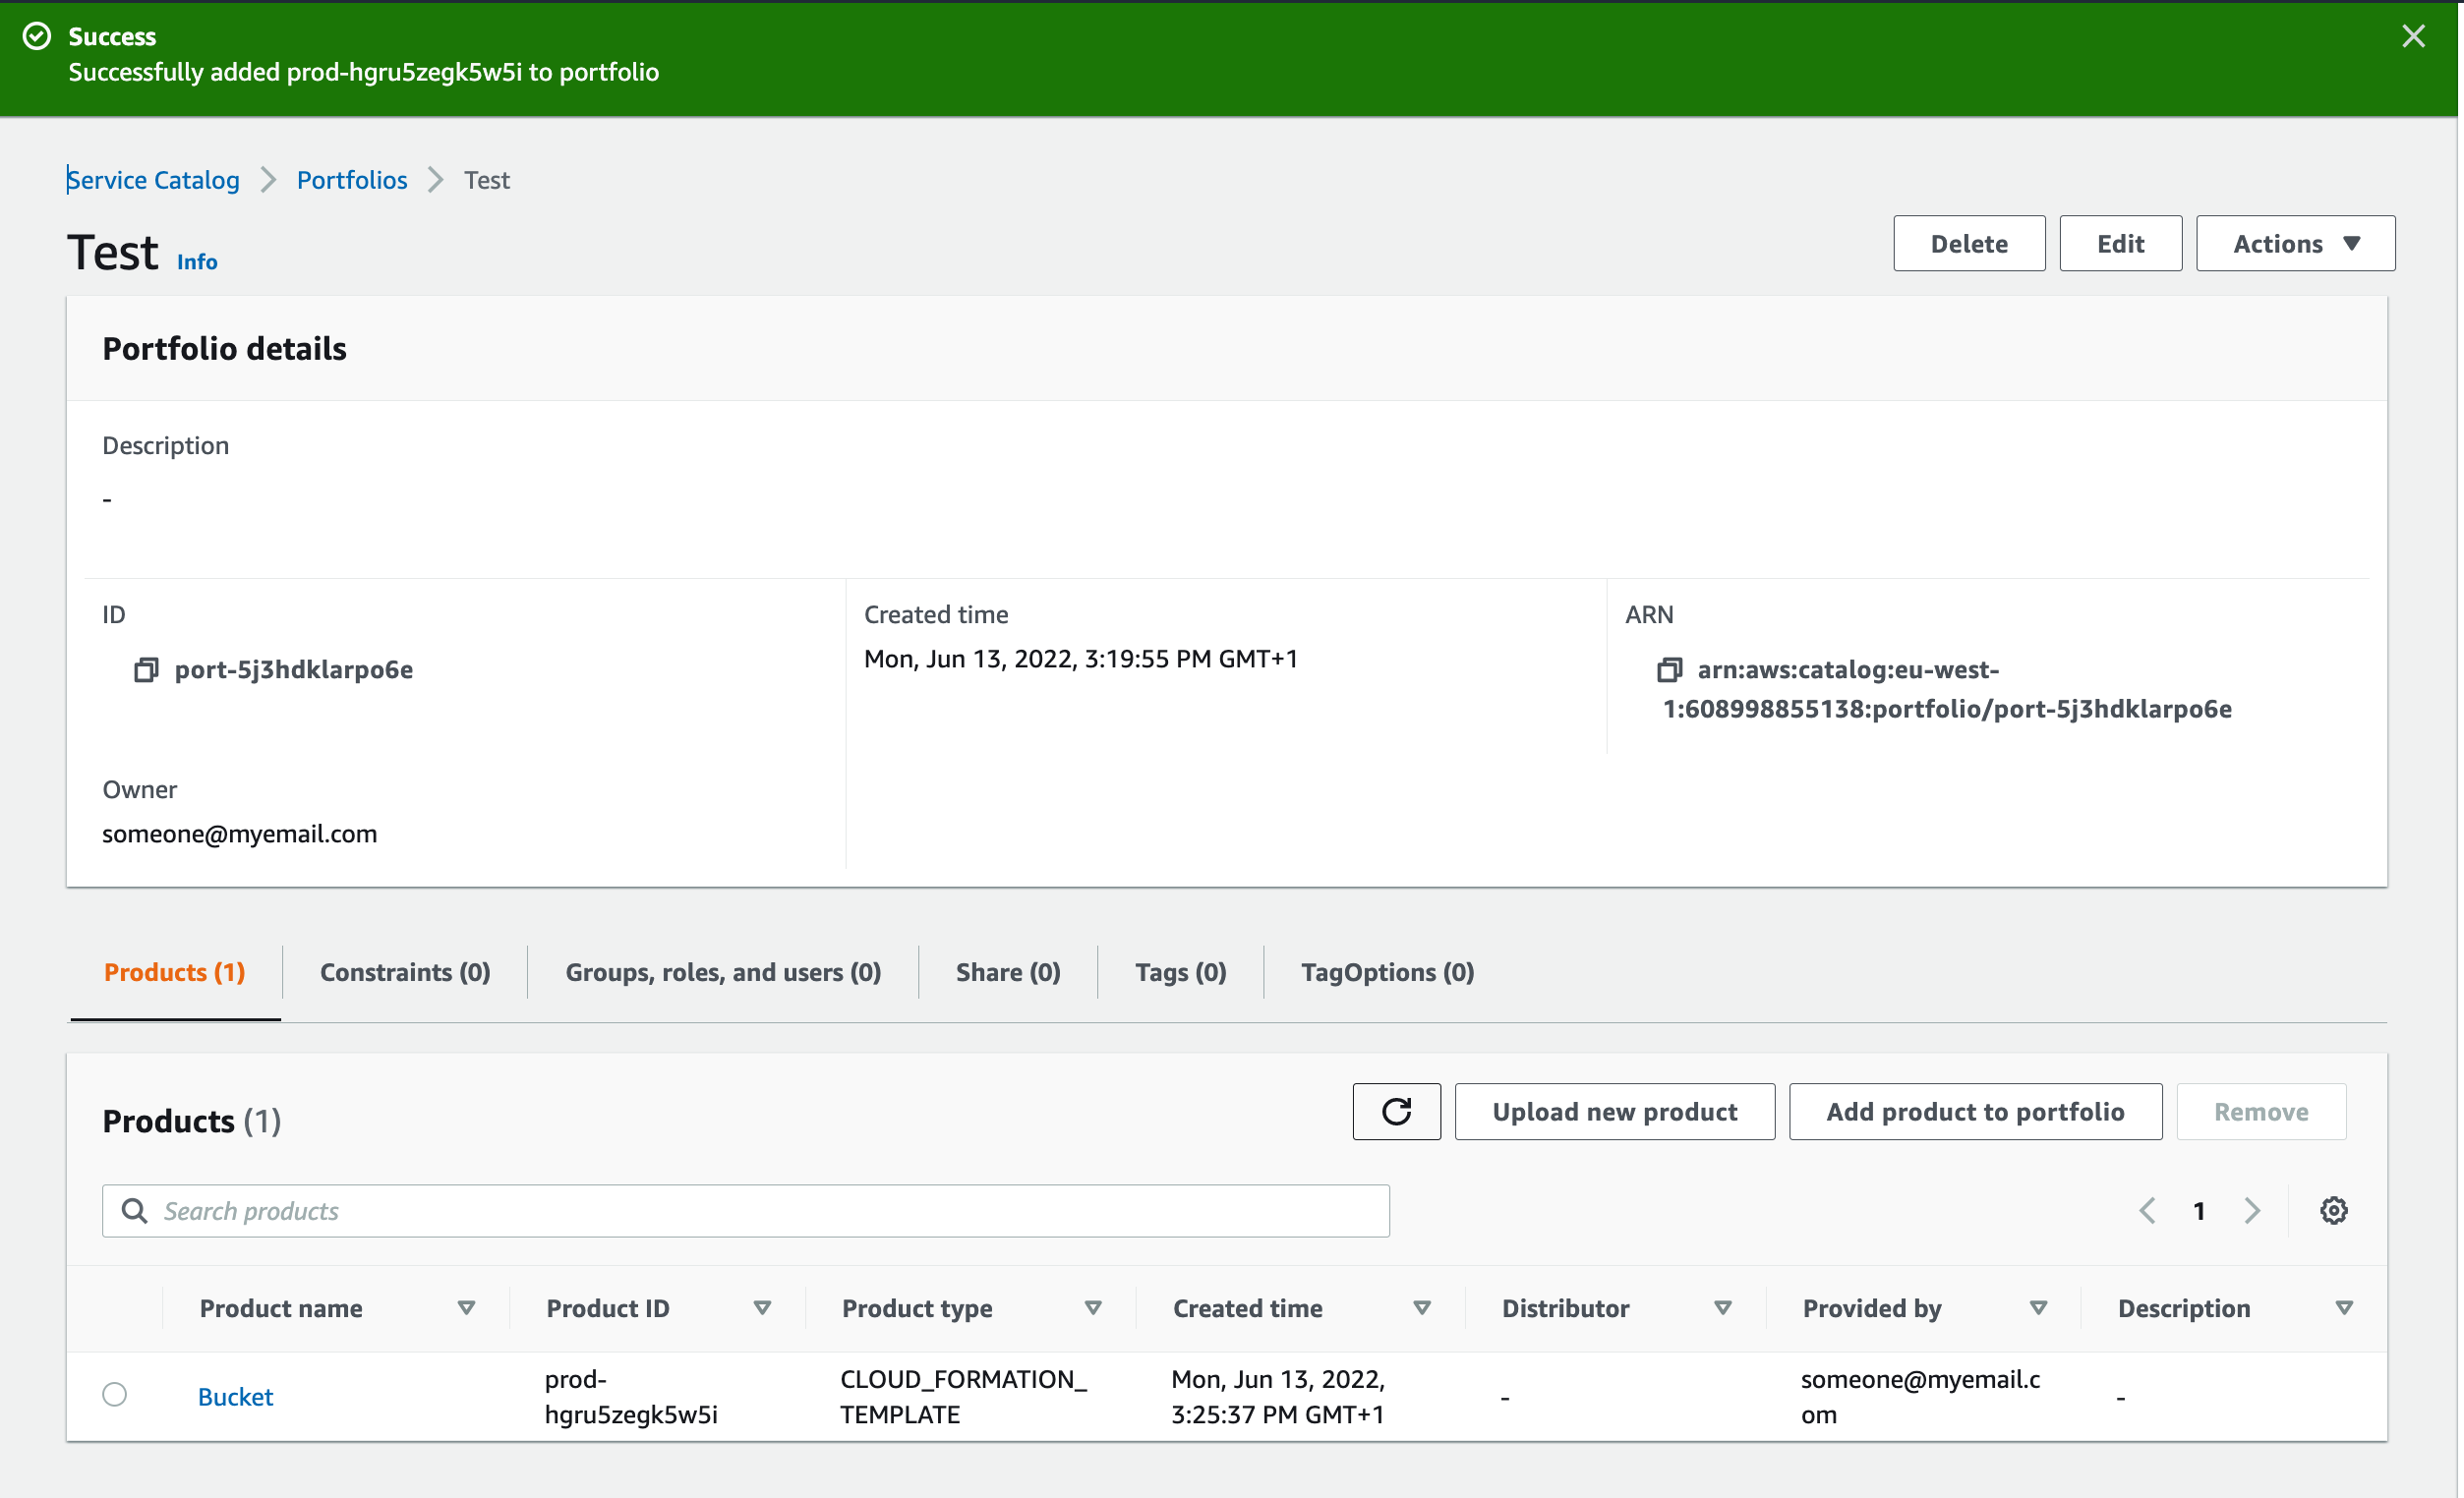 Success
Successfully added prod-hgru5zegk5w5i to portfolio
Service Catalog Portfolios Test
Test Info
Delete Edit Actions
Portfolio details
Description
-
ID
port-5j3hdklarpo6e
Created time
Mon, Jun 13, 2022, 3:19:55 PM GMT+1
ARN
arn:aws:catalog:eu-west-
1:608998855138:portfolio/port-5j3hdklarpo6e
Owner
someone@myemail.com
Products (1) Constraints (0) Groups, roles, and users (0) Share (0) Tags (0) TagOptions (0)
Products (1)
Upload new product Add product to portfolio Remove
Search products
1
Product name Product ID Product type Created time Distributor Provided by Description
Bucket
prod-
hgru5zegk5w5i
CLOUD_FORMATION_
TEMPLATE
Mon, Jun 13, 2022,
3:25:37 PM GMT+1
-
someone@myemail.c
om
-